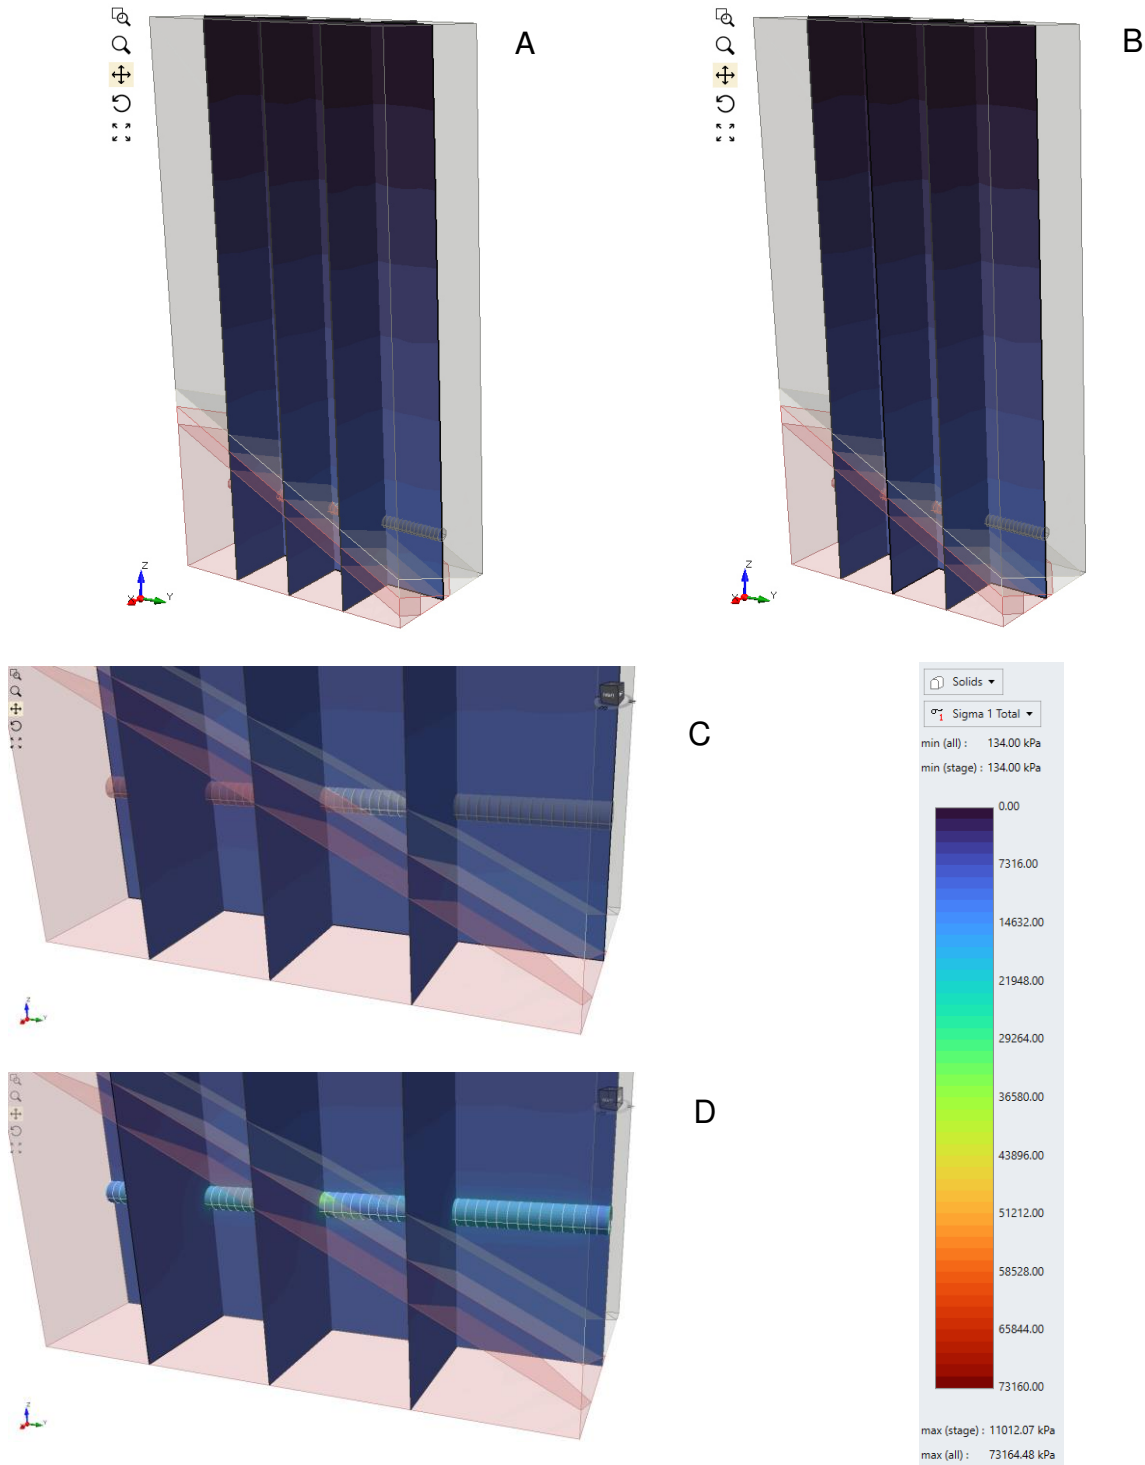 A
B
Z
Y
Z
Y
C
D
Solids
σ1 Sigma 1 Total
min (all) : 134.00 kPa
min (stage) : 134.00 kPa
0.00
7316.00
14632.00
21948.00
29264.00
36580.00
43896.00
51212.00
58528.00
65844.00
73160.00
max (stage) : 11012.07 kPa
max (all) : 73164.48 kPa